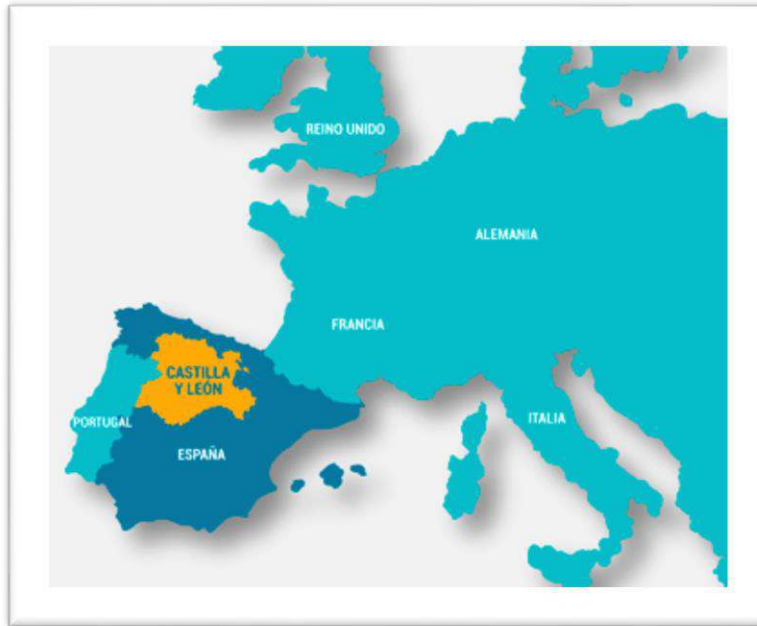 REINO UNIDO
ALEMANIA
FRANCIA
CASTILLA
Y LEÓN
PORTUGAL
ITALIA
ESPAÑA